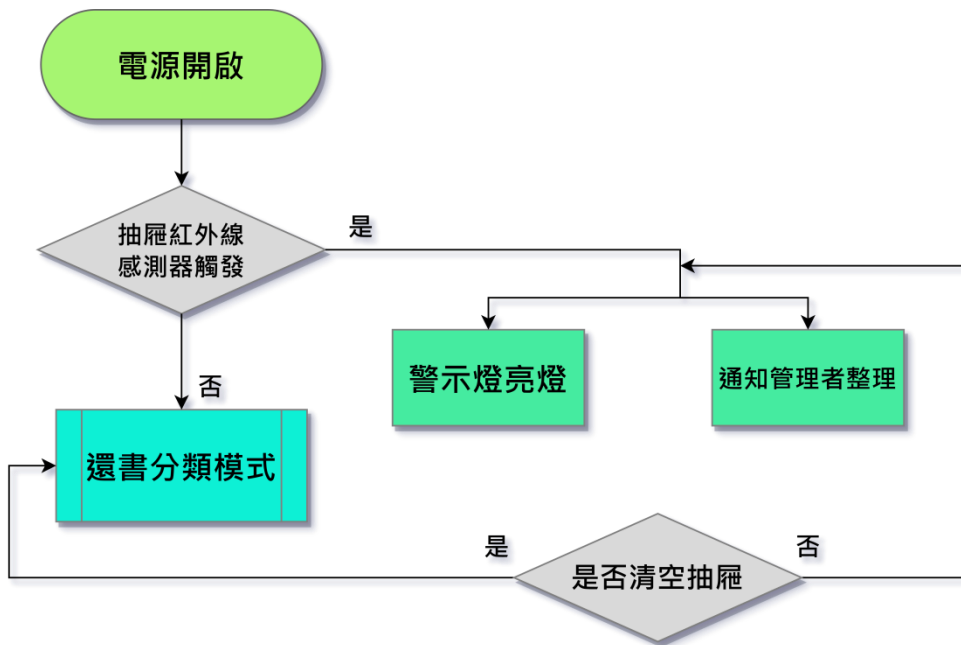 電源開啟
抽屜紅外線
感測器觸發
是
警示燈亮燈
通知管理者整理
否
還書分類模式
是
是否清空抽屜
否